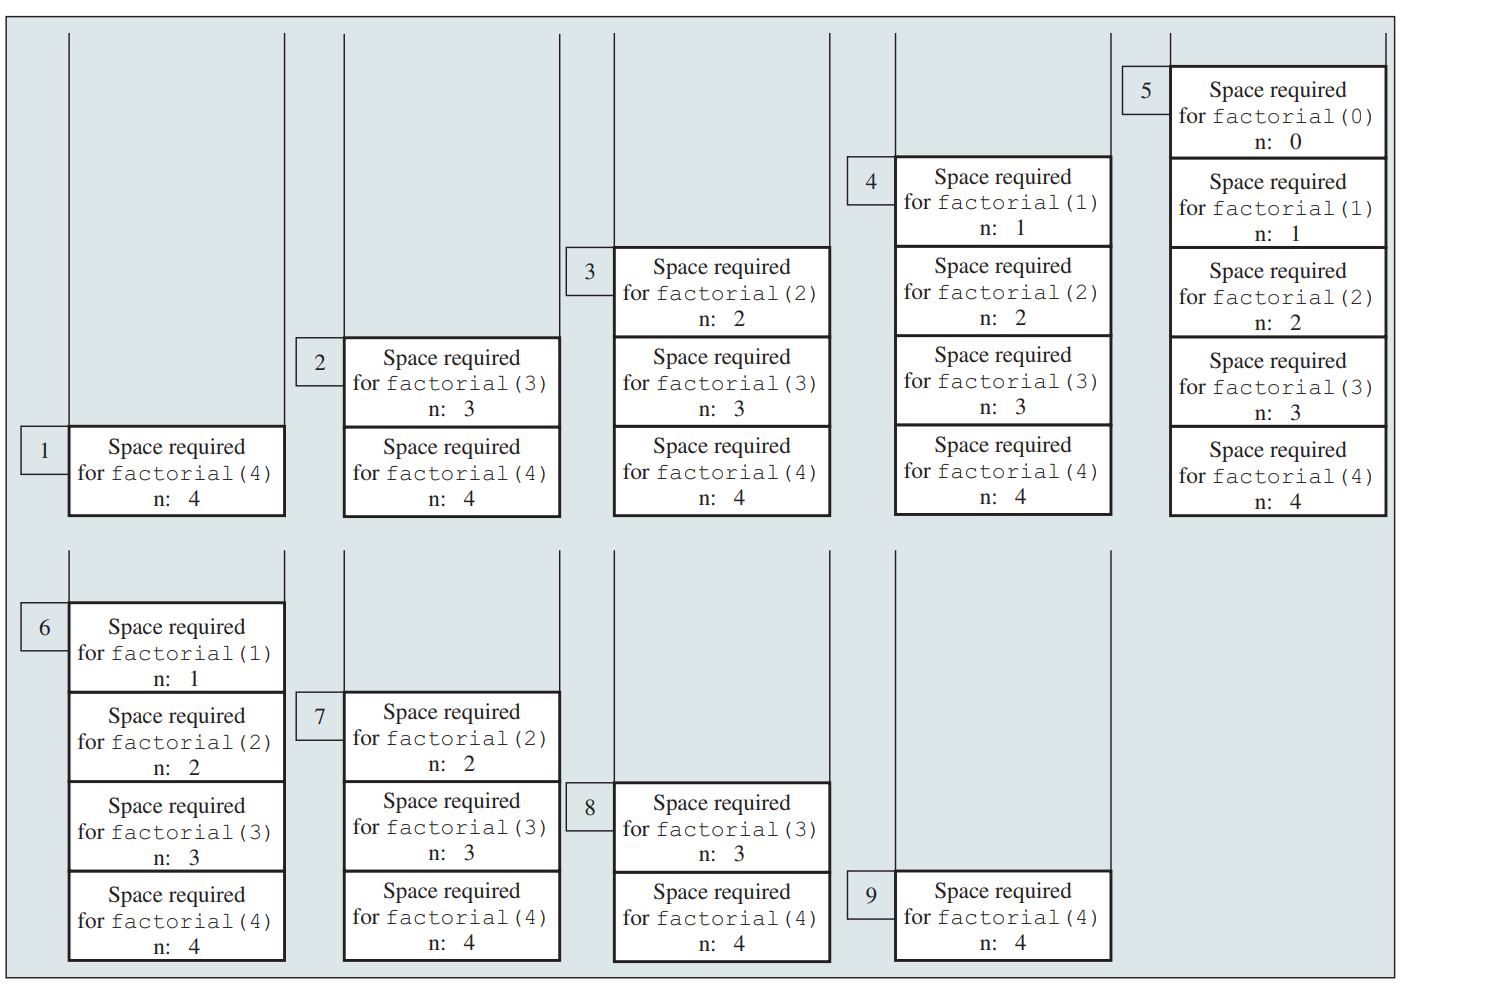 1
Space required
for factorial(4)
n: 4
2
Space required
for factorial(3)
n: 3
Space required
for factorial(4)
n: 4
3
Space required
for factorial(2)
n: 2
Space required
for factorial(3)
n: 3
Space required
for factorial(4)
n: 4
4
Space required
for factorial(1)
n: 1
Space required
for factorial(2)
n: 2
Space required
for factorial(3)
n: 3
Space required
for factorial(4)
n: 4
5
Space required
for factorial(0)
n: 0
Space required
for factorial(1)
n: 1
Space required
for factorial(2)
n: 2
Space required
for factorial(3)
n: 3
Space required
for factorial(4)
n: 4
6
Space required
for factorial(1)
n: 1
Space required
for factorial(2)
n: 2
Space required
for factorial(3)
n: 3
Space required
for factorial(4)
n: 4
7
Space required
for factorial(2)
n: 2
Space required
for factorial(3)
n: 3
Space required
for factorial(4)
n: 4
8
Space required
for factorial(3)
n: 3
Space required
for factorial(4)
n: 4
9
Space required
for factorial(4)
n: 4